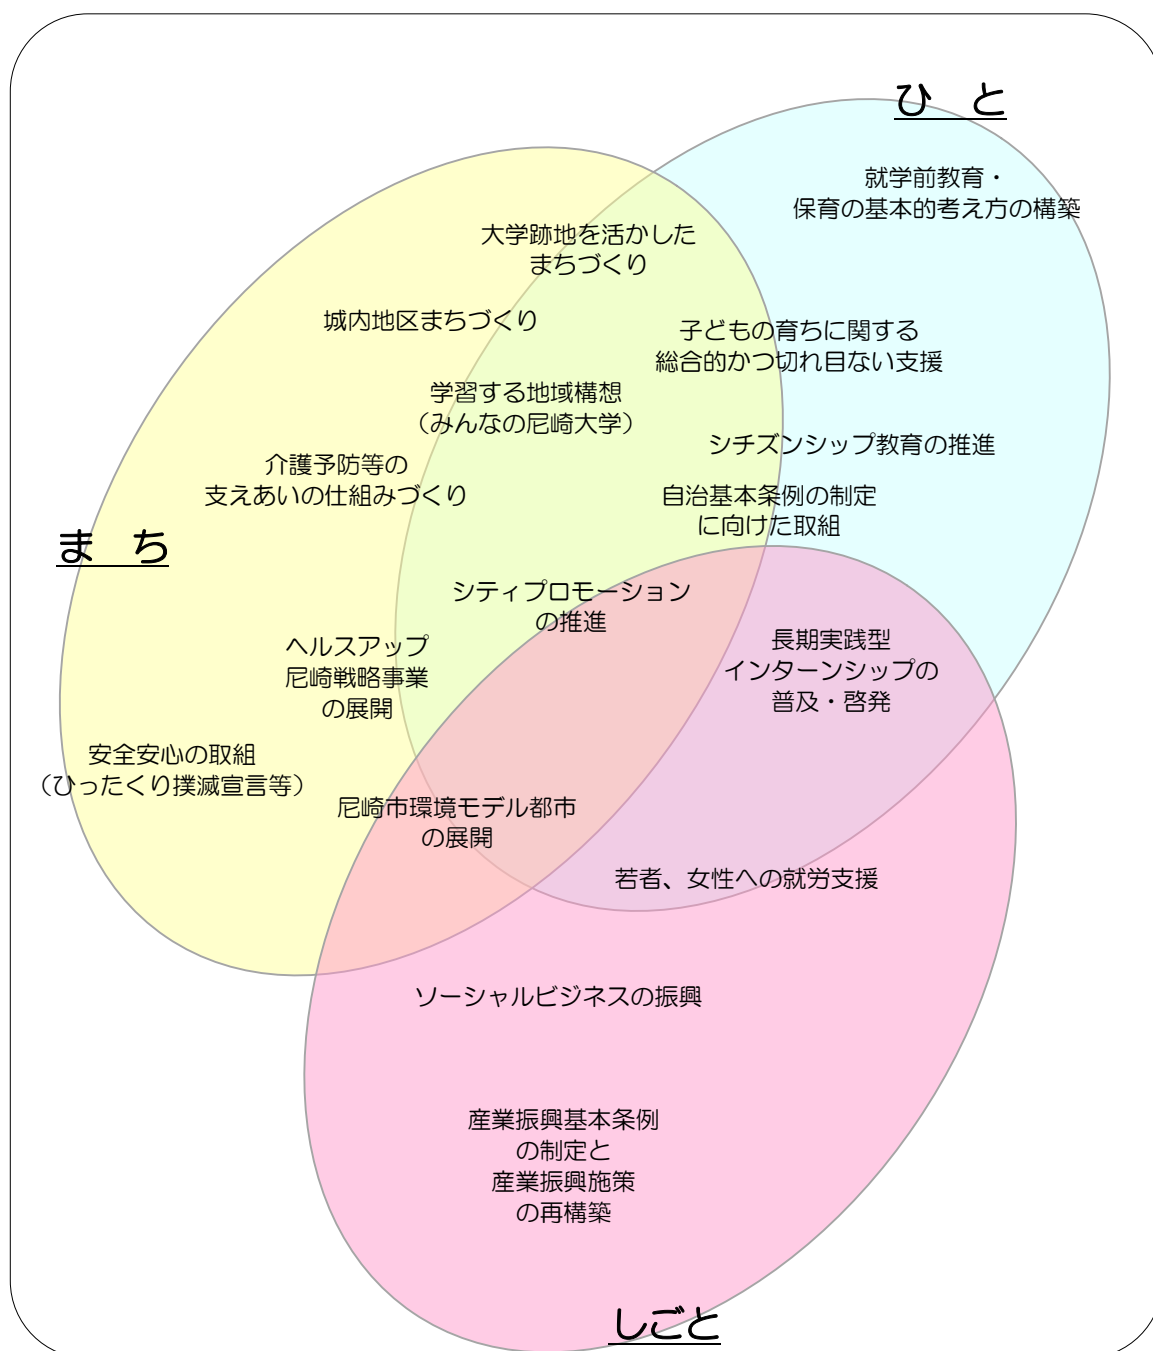 ひ と
就学前教育・
保育の基本的考え方の構築
大学跡地を活かした
まちづくり
城内地区まちづくり
子どもの育ちに関する
総合的かつ切れ目ない支援
学習する地域構想
（みんなの尼崎大学）
シチズンシップ教育の推進
介護予防等の
支えあいの仕組みづくり
自治基本条例の制定
に向けた取組
ま ち
シティプロモーション
の推進
ヘルスアップ
尼崎戦略事業
の展開
長期実践型
インターンシップの
普及・啓発
安全安心の取組
（ひったくり撲滅宣言等）
尼崎市環境モデル都市
の展開
若者、女性への就労支援
ソーシャルビジネスの振興
産業振興基本条例
の制定と
産業振興施策
の再構築
しごと